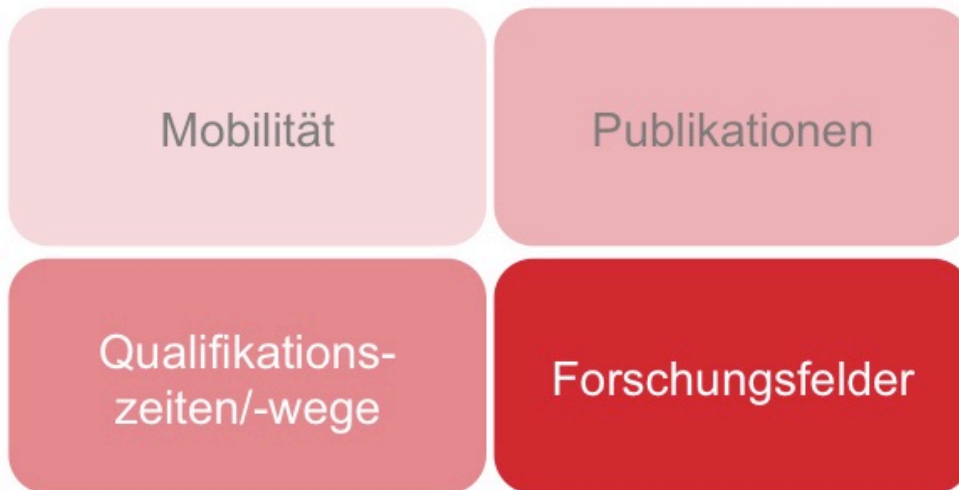 Mobilität
Publikationen
Qualifikations-
zeiten/-wege
Forschungsfelder